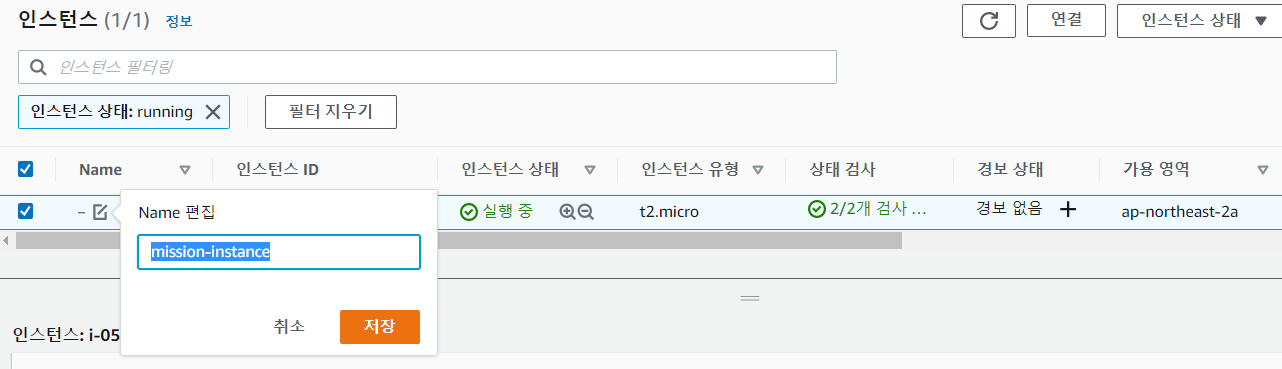 인스턴스 (1/1) 정보
연결
인스턴스 상태
인스턴스 필터링
인스턴스 상태: running
필터 지우기
Name 인스턴스 ID 인스턴스 상태 인스턴스 유형 상태 검사 경보 상태 가용 영역
– 실행 중 t2.micro 2/2개 검사 ... 경보 없음 ap-northeast-2a
Name 편집
mission-instance
취소 저장
인스턴스: i-05